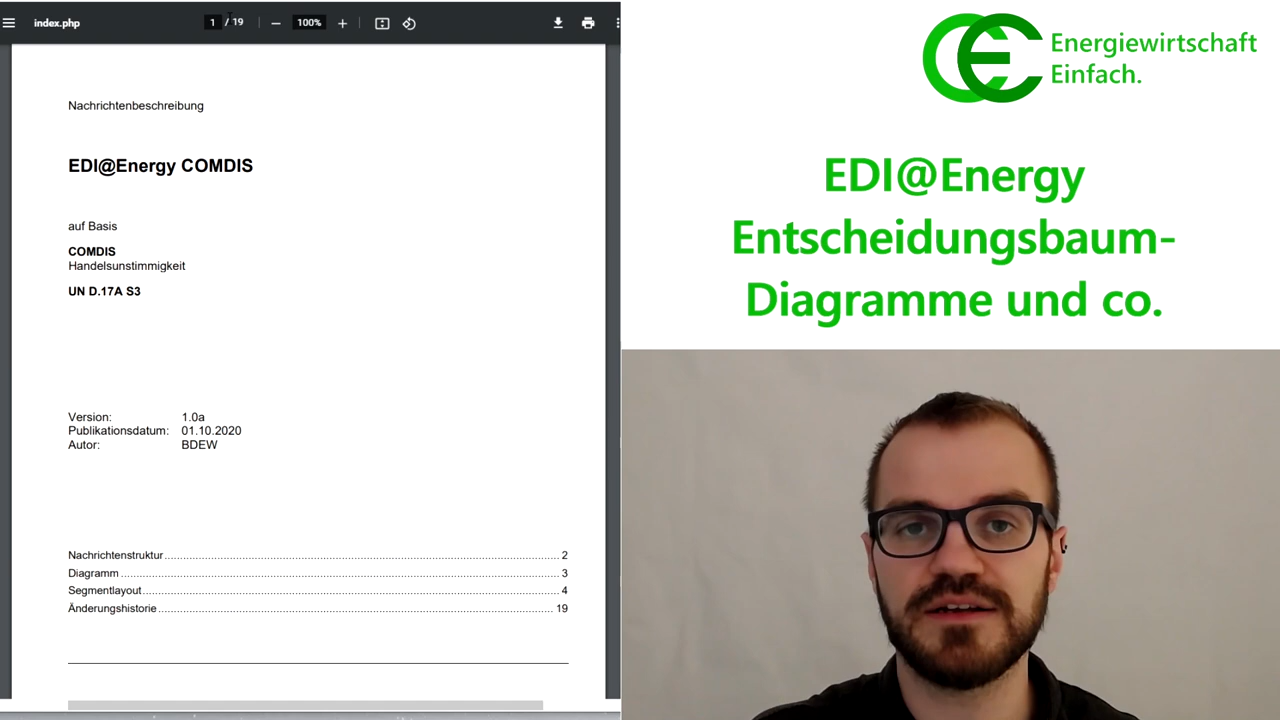 index.php
1 / 19
100%
Nachrichtenbeschreibung
EDI@Energy COMDIS
auf Basis
COMDIS
Handelsunstimmigkeit
UN D.17A S3
Version: 1.0a
Publikationsdatum: 01.10.2020
Autor: BDEW
Nachrichtenstruktur 2
Diagramm 3
Segmentlayout 4
Änderungshistorie 19
Energiewirtschaft
Einfach.
EDI@Energy
Entscheidungsbaum-
Diagramme und co.